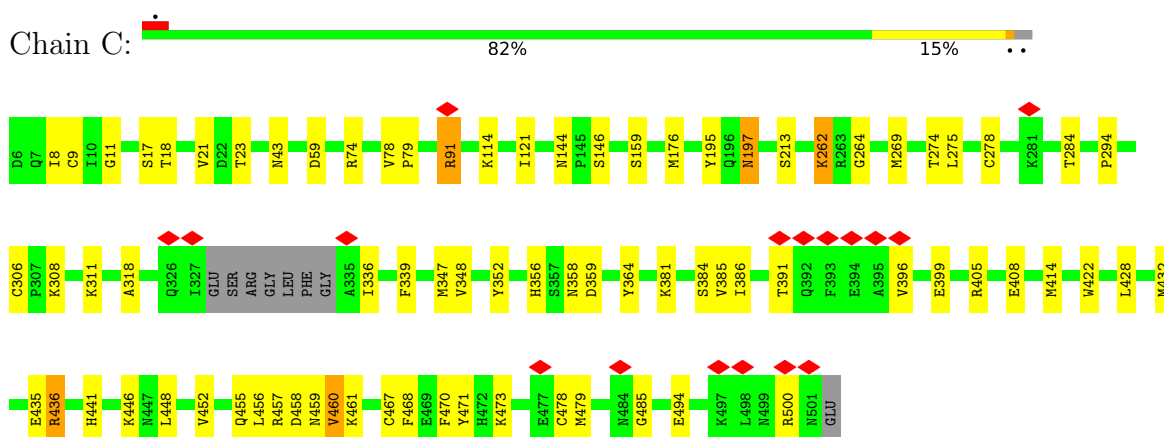 Chain C:
•
82% 15% • •
D6 Q7 I8 C9 I10 G11 S17 T18 V21 D22 T23 N43 D59 R74 V78 P79 R91 K114 I121 N144 P145 S146 S159 M176 Y195 Q196 N197 S213 K262 R263 G264 M269 T274 L275 C278 K281 T284 P294
C306 P307 K308 K311 A318 Q326 I327 GLU SER ARG GLY LEU PHE GLY A335 I336 F339 M347 V348 Y352 H356 S357 N358 D359 Y364 K381 S384 V385 I386 T391 Q392 F393 E394 A395 V396 E399 R405 E408 M414 W422 L428 M432
E435 R436 H441 K446 N447 L448 V452 Q455 L456 R457 D458 N459 V460 K461 C467 F468 E469 F470 Y471 H472 K473 E477 C478 M479 N484 G485 E494 K497 L498 N499 R500 N501 GLU